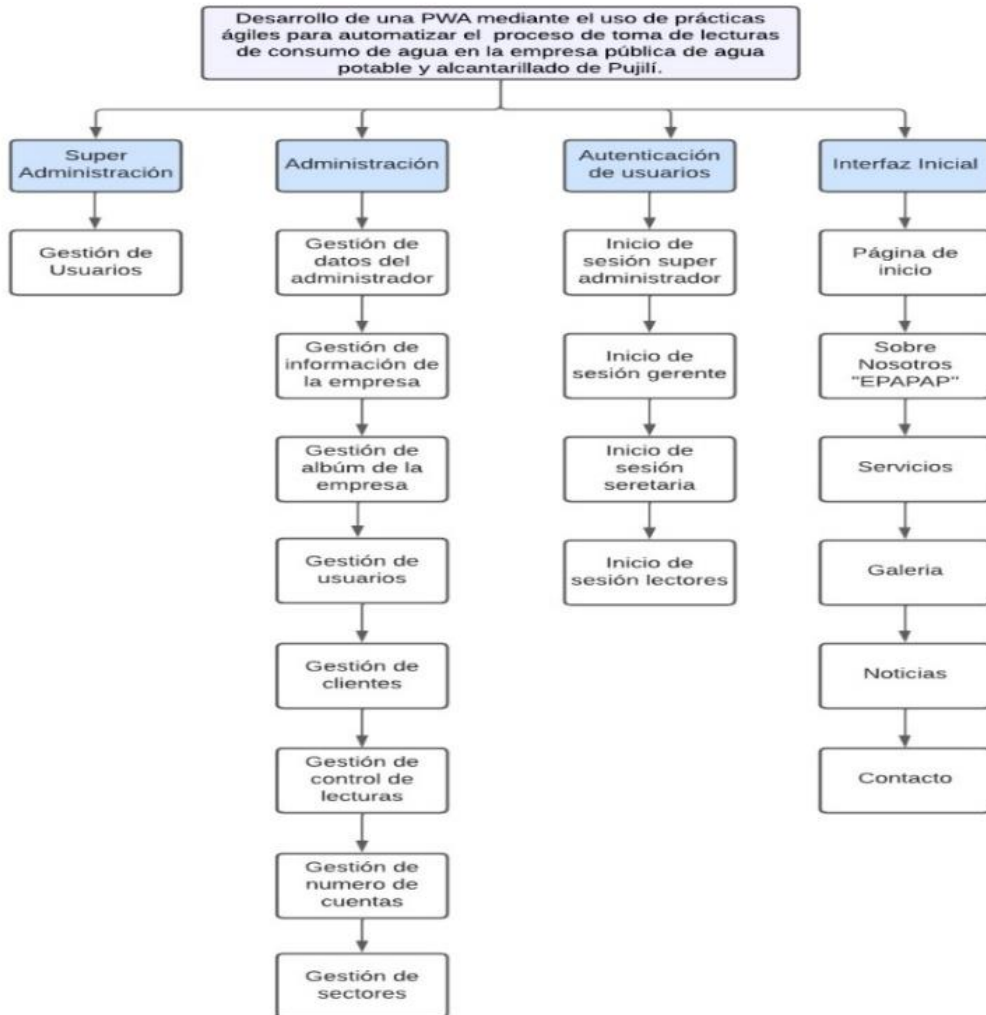 Desarrollo de una PWA mediante el uso de prácticas
ágiles para automatizar el proceso de toma de lecturas
de consumo de agua en la empresa pública de agua
potable y alcantarillado de Pujilí.
Super
Administración
Gestión de
Usuarios
Administración
Gestión de
datos del
administrador
Gestión de
información de
la empresa
Gestión de
albúm de la
empresa
Gestión de
usuarios
Gestión de
clientes
Gestión de
control de
lecturas
Gestión de
numero de
cuentas
Gestión de
sectores
Autenticación
de usuarios
Inicio de
sesión super
administrador
Inicio de
sesión gerente
Inicio de
sesión
seretaria
Inicio de
sesión lectores
Interfaz Inicial
Página de
inicio
Sobre
Nosotros
"EPAPAP"
Servicios
Galeria
Noticias
Contacto